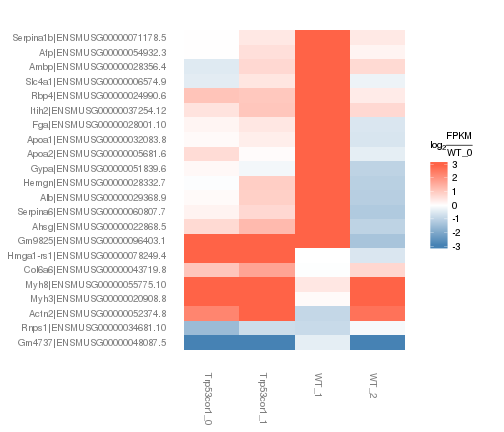 Serpina1b|ENSMUSG00000071178.5
Afp|ENSMUSG00000054932.3
Ambp|ENSMUSG00000028356.4
Slc4a1|ENSMUSG00000006574.9
Rbp4|ENSMUSG00000024990.6
Itih2|ENSMUSG00000037254.12
Fga|ENSMUSG00000028001.10
Apoa1|ENSMUSG00000032083.8
Apoa2|ENSMUSG00000005681.6
Gypa|ENSMUSG00000051839.6
Hemgn|ENSMUSG00000028332.7
Alb|ENSMUSG00000029368.9
Serpina6|ENSMUSG00000060807.7
Ahsg|ENSMUSG00000022868.5
Gm9825|ENSMUSG00000096403.1
Hmga1-rs1|ENSMUSG00000078249.4
Col6a6|ENSMUSG00000043719.8
Myh8|ENSMUSG00000055775.10
Myh3|ENSMUSG00000020908.8
Actn2|ENSMUSG00000052374.8
Rnps1|ENSMUSG00000034681.10
Gm4737|ENSMUSG00000048087.5
Trp53cor1_0
Trp53cor1_1
WT_1
WT_2
log2 FPKM
WT_0
3
2
1
0
-1
-2
-3